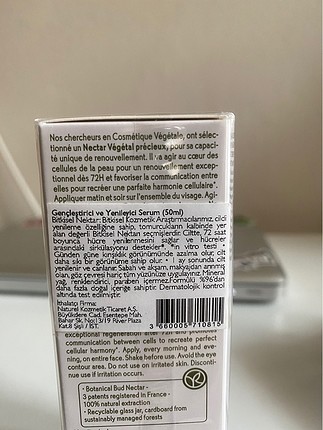 Nos chercheurs en Cosmétique Végétale, ont sélec-
tionné un Nectar Végétal précieux, pour sa capaci-
té unique de renouvellement. Il va agir au cœur des
cellules de la peau pour un renouvellement excep-
tionnel dès 72H et favoriser la communication entre
elles pour recréer une parfaite harmonie cellulaire*.
Appliquer matin et soir sur l'ensemble du visage.
Gençleştirici ve Yenileyici Serum (50ml)
Bitkisel Nektar: Bitkisel Kozmetik Araştırmacılarımız, cildi
yenileme özelliğine sahip, tomurcukların kalbinde yer
alan değerli Bitkisel Nektarı seçmişlerdir. Ciltte, 72 saat
boyunca hücre yenilenmesini sağlar ve hücreler
arasındaki sirkülasyonu destekler*. *in vitro testi
Günden güne kırışıklık görünümünde azalma olur, cilt
daha sıkı bir görünüme sahip olur. 1 ay sonunda cilt
yenilenir ve canlanır. Sabah ve akşam, makyajdan arınmış
olan, göz çevresi hariç tüm yüzünüze uygulayınız. Mineral
yağ, renklendirici, paraben içermez. Formülü %96'dan
daha fazla doğal içeriğe sahiptir. Dermatolojik kontrol
altında test edilmiştir.
İthalatçı Firma:
Naturel Kozmetik Ticaret A.S.
Büyükdere Cad. Esentepe Mah.
Bahar Sk. No:13/19 River Plaza
Kat:8 Şişli / İST.
3 660005 710815
exceptional regeneration after 72H and promotes
communication between cells to recreate perfect
cellular harmony*. Apply, every morning and eve-
ning, on entire face. Shake before use. Avoid the eye
contour area. Do not use on irritated skin. Disconti-
nue use if irritation occurs.
• Botanical Bud Nectar -
3 patents registered in France -
100% natural extraction
• Recyclable glass jar, cardboard from
sustainably managed forests